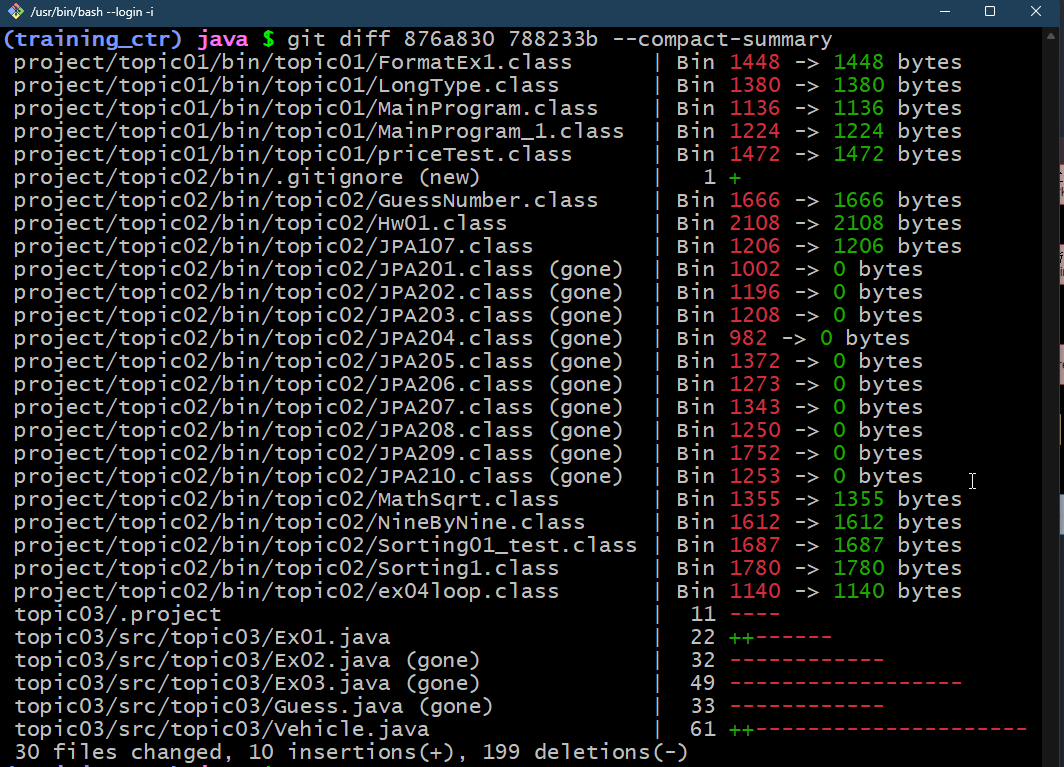 /usr/bin/bash --login -i
(training_ctr) java $ git diff 876a830 788233b --compact-summary
project/topic01/bin/topic01/FormatEx1.class | Bin 1448 -> 1448 bytes
project/topic01/bin/topic01/LongType.class | Bin 1380 -> 1380 bytes
project/topic01/bin/topic01/MainProgram.class | Bin 1136 -> 1136 bytes
project/topic01/bin/topic01/MainProgram_1.class | Bin 1224 -> 1224 bytes
project/topic01/bin/topic01/priceTest.class | Bin 1472 -> 1472 bytes
project/topic02/bin/.gitignore (new) | 1 +
project/topic02/bin/topic02/GuessNumber.class | Bin 1666 -> 1666 bytes
project/topic02/bin/topic02/Hw01.class | Bin 2108 -> 2108 bytes
project/topic02/bin/topic02/JPA107.class | Bin 1206 -> 1206 bytes
project/topic02/bin/topic02/JPA201.class (gone) | Bin 1002 -> 0 bytes
project/topic02/bin/topic02/JPA202.class (gone) | Bin 1196 -> 0 bytes
project/topic02/bin/topic02/JPA203.class (gone) | Bin 1208 -> 0 bytes
project/topic02/bin/topic02/JPA204.class (gone) | Bin 982 -> 0 bytes
project/topic02/bin/topic02/JPA205.class (gone) | Bin 1372 -> 0 bytes
project/topic02/bin/topic02/JPA206.class (gone) | Bin 1273 -> 0 bytes
project/topic02/bin/topic02/JPA207.class (gone) | Bin 1343 -> 0 bytes
project/topic02/bin/topic02/JPA208.class (gone) | Bin 1250 -> 0 bytes
project/topic02/bin/topic02/JPA209.class (gone) | Bin 1752 -> 0 bytes
project/topic02/bin/topic02/JPA210.class (gone) | Bin 1253 -> 0 bytes
project/topic02/bin/topic02/MathSqrt.class | Bin 1355 -> 1355 bytes
project/topic02/bin/topic02/NineByNine.class | Bin 1612 -> 1612 bytes
project/topic02/bin/topic02/Sorting01_test.class | Bin 1687 -> 1687 bytes
project/topic02/bin/topic02/Sorting1.class | Bin 1780 -> 1780 bytes
project/topic02/bin/topic02/ex04loop.class | Bin 1140 -> 1140 bytes
topic03/.project | 11 ----
topic03/src/topic03/Ex01.java | 22 ++------
topic03/src/topic03/Ex02.java (gone) | 32 ------------
topic03/src/topic03/Ex03.java (gone) | 49 ------------------
topic03/src/topic03/Guess.java (gone) | 33 ------------
topic03/src/topic03/Vehicle.java | 61 ++---------------------
30 files changed, 10 insertions(+), 199 deletions(-)